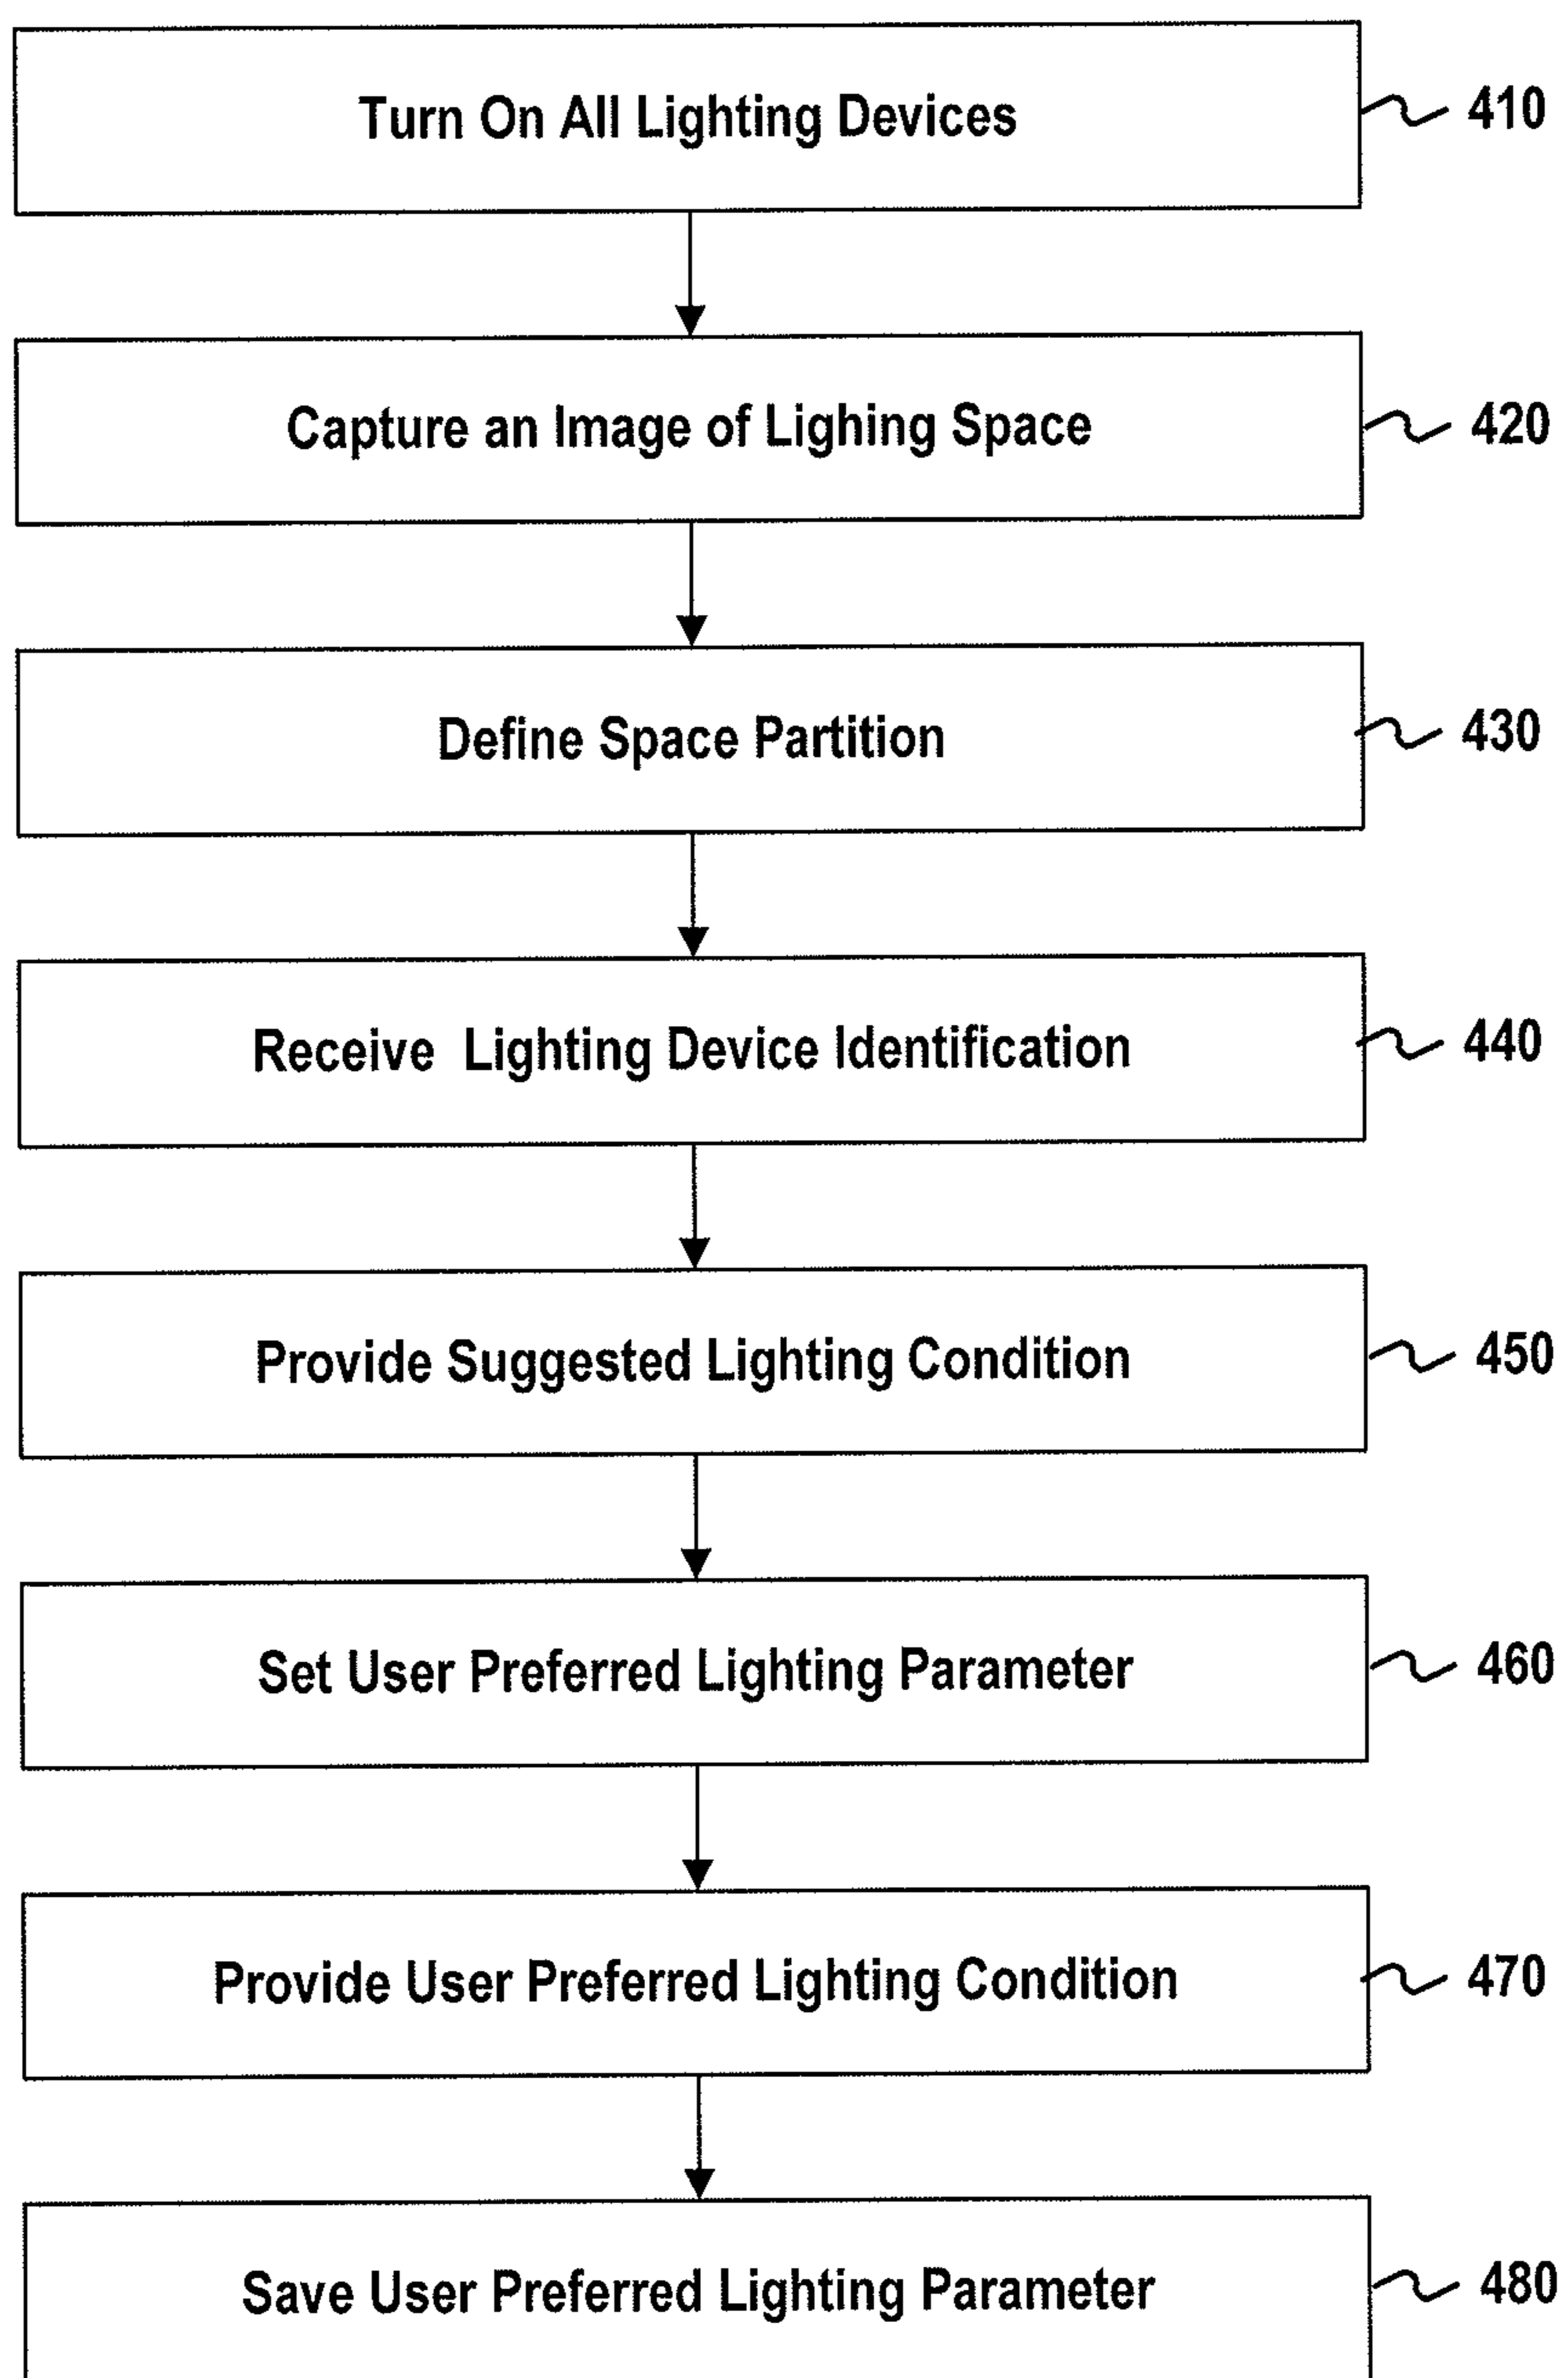 Turn On All Lighting Devices 410
Capture an Image of Lighing Space 420
Define Space Partition 430
Receive Lighting Device Identification 440
Provide Suggested Lighting Condition 450
Set User Preferred Lighting Parameter 460
Provide User Preferred Lighting Condition 470
Save User Preferred Lighting Parameter 480